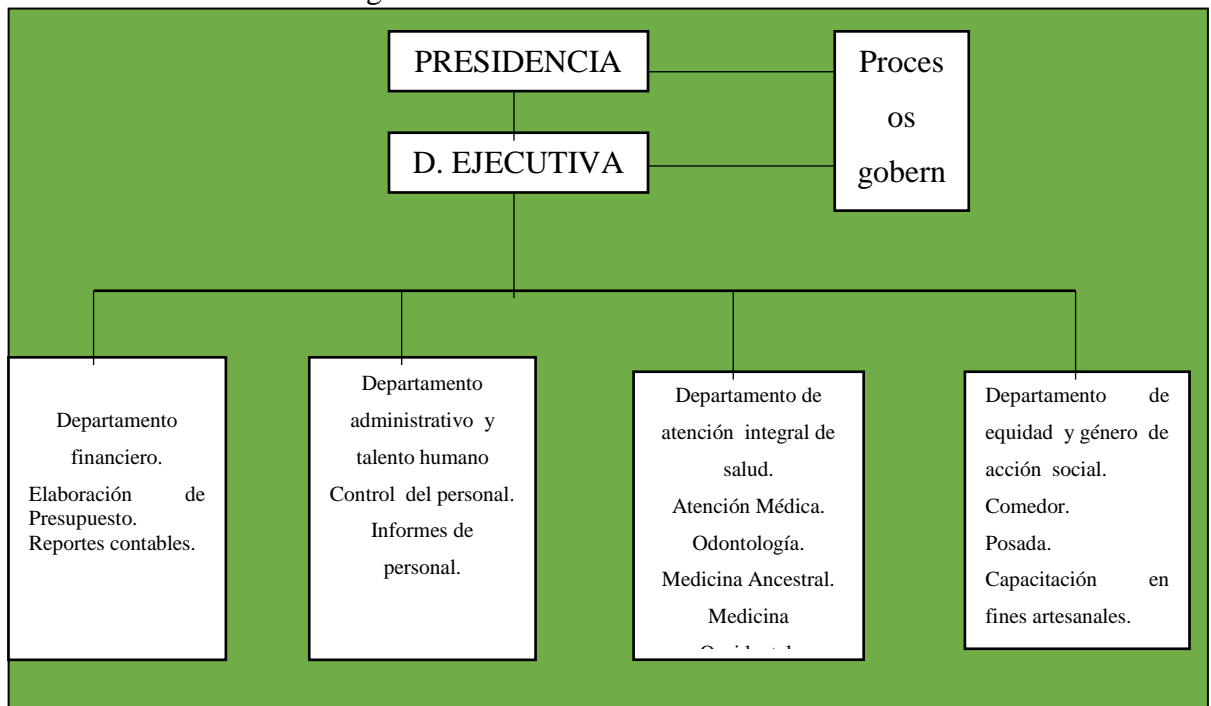 PRESIDENCIA
Proces
os
gobern
D. EJECUTIVA
Departamento
financiero.
Elaboración de
Presupuesto.
Reportes contables.
Departamento
administrativo y
talento humano
Control del personal.
Informes de
personal.
Departamento de
atención integral de
salud.
Atención Médica.
Odontología.
Medicina Ancestral.
Medicina
Departamento de
equidad y género de
acción social.
Comedor.
Posada.
Capacitación en
fines artesanales.